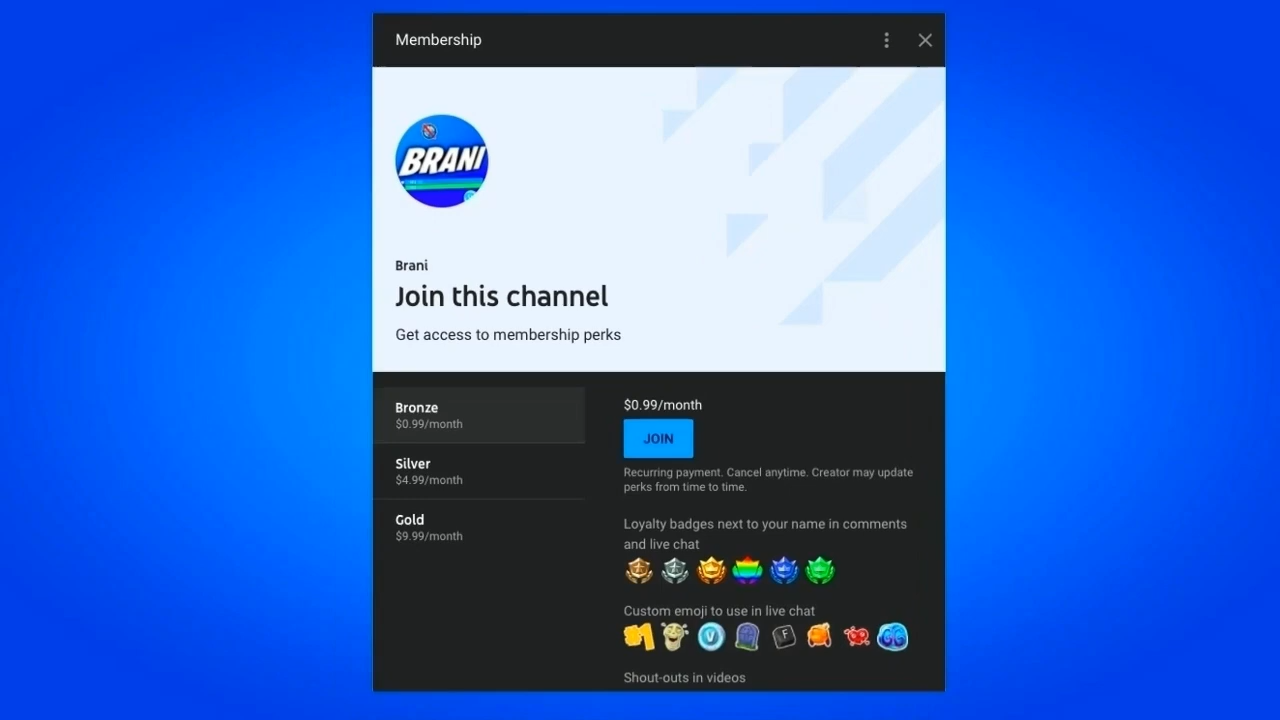 Membership
BRANI
Brani
Join this channel
Get access to membership perks
Bronze
$0.99/month
Silver
$4.99/month
Gold
$9.99/month
$0.99/month
JOIN
Recurring payment. Cancel anytime. Creator may update
perks from time to time.
Loyalty badges next to your name in comments
and live chat
Custom emoji to use in live chat
#1 V F GG
Shout-outs in videos